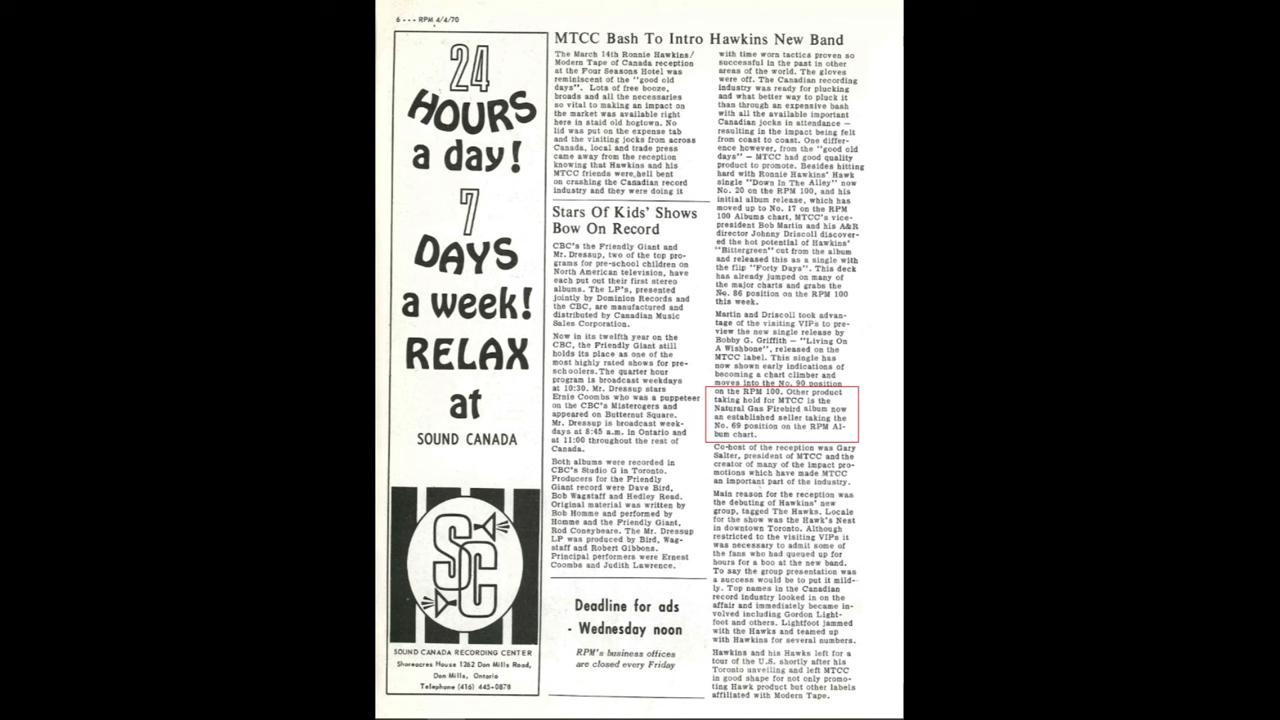 6 --- RPM 4/4/70
24
HOURS
a day!
7
DAYS
a week!
RELAX
at
SOUND CANADA
SC
SOUND CANADA RECORDING CENTER
Shoreacres House 1262 Don Mills Road,
Don Mills, Ontario
Telephone (416) 445-0878
MTCC Bash To Intro Hawkins New Band
The March 14th Ronnie Hawkins/
Modern Tape of Canada reception
at the Four Seasons Hotel was
reminiscent of the "good old
days". Lots of free booze,
broads and all the necessaries
so vital to making an impact on
the market was available right
here in staid old hogtown. No
lid was put on the expense tab
and the visiting jocks from across
Canada, local and trade press
came away from the reception
knowing that Hawkins and his
MTCC friends were hell bent
on crashing the Canadian record
industry and they were doing it
with time worn tactics proven so
successful in the past in other
areas of the world. The gloves
were off. The Canadian recording
industry was ready for plucking
and what better way to pluck it
than through an expensive bash
with all the available important
Canadian jocks in attendance —
resulting in the impact being felt
from coast to coast. One differ-
ence however, from the "good old
days" — MTCC had good quality
product to promote. Besides hitting
hard with Ronnie Hawkins' Hawk
single "Down In The Alley" now
No. 20 on the RPM 100, and his
initial album release, which has
moved up to No. 17 on the RPM
100 Albums chart, MTCC's vice-
president Bob Martin and his A&R
director Johnny Driscoll discover-
ed the hot potential of Hawkins'
"Bittergreen" cut from the album
and released this as a single with
the flip "Forty Days". This deck
has already jumped on many of
the major charts and grabs the
No. 86 position on the RPM 100
this week.
Martin and Driscoll took advan-
tage of the visiting VIPs to pre-
view the new single release by
Bobby G. Griffith — "Living On
A Wishbone", released on the
MTCC label. This single has
now shown early indications of
becoming a chart climber and
moves into the No. 90 position
on the RPM 100. Other product
taking hold for MTCC is the
Natural Gas Firebird album now
an established seller taking the
No. 69 position on the RPM Al-
bum chart.
Co-host of the reception was Gary
Salter, president of MTCC and the
creator of many of the impact pro-
motions which have made MTCC
an important part of the industry.
Main reason for the reception was
the debuting of Hawkins' new
group, tagged The Hawks. Locale
for the show was the Hawk's Nest
in downtown Toronto. Although
restricted to the visiting VIPs it
was necessary to admit some of
the fans who had queued up for
hours for a boo at the new band.
To say the group presentation was
a success would be to put it mild-
ly. Top names in the Canadian
record industry looked in on the
affair and immediately became in-
volved including Gordon Light-
foot and others. Lightfoot jammed
with the Hawks and teamed up
with Hawkins for several numbers.
Hawkins and his Hawks left for a
tour of the U.S. shortly after his
Toronto unveiling and left MTCC
in good shape for not only promo-
ting Hawk product but other labels
affiliated with Modern Tape.
Stars Of Kids' Shows
Bow On Record
CBC's the Friendly Giant and
Mr. Dressup, two of the top pro-
grams for pre-school children on
North American television, have
each put out their first stereo
albums. The LP's, presented
jointly by Dominion Records and
the CBC, are manufactured and
distributed by Canadian Music
Sales Corporation.
Now in its twelfth year on the
CBC, the Friendly Giant still
holds its place as one of the
most highly rated shows for pre-
schoolers. The quarter hour
program is broadcast weekdays
at 10:30. Mr. Dressup stars
Ernie Coombs who was a puppeteer
on the CBC's Misterogers and
appeared on Butternut Square.
Mr. Dressup is broadcast week-
days at 8:45 a.m. in Ontario and
at 11:00 throughout the rest of
Canada.
Both albums were recorded in
CBC's Studio G in Toronto.
Producers for the Friendly
Giant record were Dave Bird,
Bob Wagstaff and Hedley Read.
Original material was written by
Bob Homme and performed by
Homme and the Friendly Giant,
Rod Coneybeare. The Mr. Dressup
LP was produced by Bird, Wag-
staff and Robert Gibbons.
Principal performers were Ernest
Coombs and Judith Lawrence.
Deadline for ads
- Wednesday noon
RPM's business offices
are closed every Friday